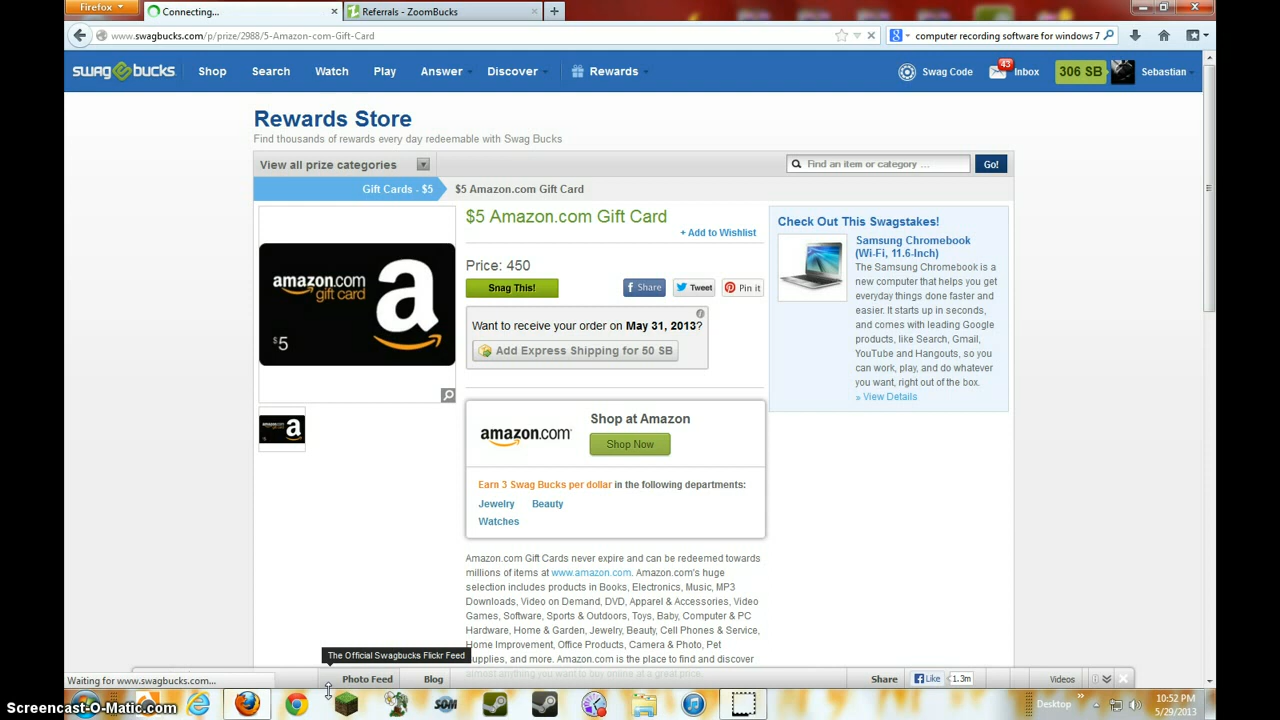 Firefox
Connecting...
Referrals - ZoomBucks
www.swagbucks.com/p/prize/2988/5-Amazon-com-Gift-Card
computer recording software for windows 7
swagbucks
Shop
Search
Watch
Play
Answer
Discover
Rewards
Swag Code
43
Inbox
306 SB
Sebastian
Rewards Store
Find thousands of rewards every day redeemable with Swag Bucks
View all prize categories
Find an item or category ...
Go!
Gift Cards - $5
$5 Amazon.com Gift Card
amazon.com
gift card
a
$5
$5 Amazon.com Gift Card
+ Add to Wishlist
Price: 450
Snag This!
Share
Tweet
Pin it
Want to receive your order on May 31, 2013?
Add Express Shipping for 50 SB
amazon.com
Shop at Amazon
Shop Now
Earn 3 Swag Bucks per dollar in the following departments:
Jewelry
Beauty
Watches
Amazon.com Gift Cards never expire and can be redeemed towards
millions of items at www.amazon.com. Amazon.com's huge
selection includes products in Books, Electronics, Music, MP3
Downloads, Video on Demand, DVD, Apparel & Accessories, Video
Games, Software, Sports & Outdoors, Toys, Baby, Computer & PC
Hardware, Home & Garden, Jewelry, Beauty, Cell Phones & Service,
Home Improvement, Office Products, Camera & Photo, Pet
Supplies, and more. Amazon.com is the place to find and discover
almost anything you want to buy online at a great price.
Check Out This Swagstakes!
Samsung Chromebook
(Wi-Fi, 11.6-Inch)
The Samsung Chromebook is a
new computer that helps you get
everyday things done faster and
easier. It starts up in seconds,
and comes with leading Google
products, like Search, Gmail,
YouTube and Hangouts, so you
can work, play, and do whatever
you want, right out of the box.
» View Details
The Official Swagbucks Flickr Feed
Waiting for www.swagbucks.com...
Photo Feed
Blog
Share
Like
1.3m
Videos
SOM
Desktop
10:52 PM
5/29/2013
Screencast-O-Matic.com